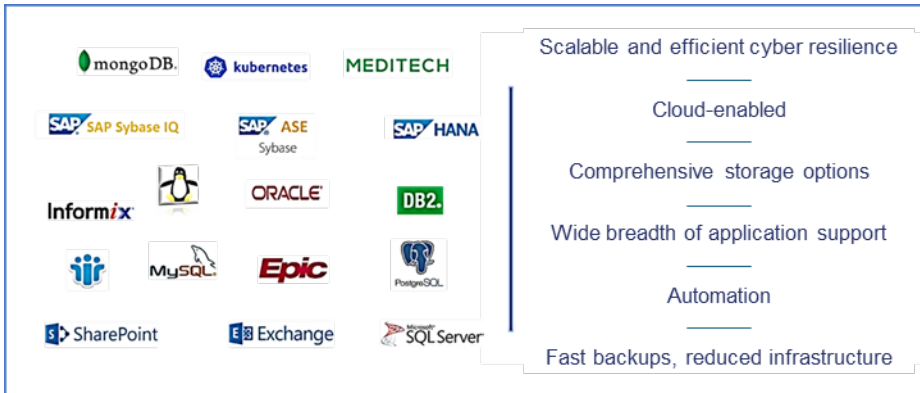 mongoDB.
kubernetes
MEDITECH
SAP SAP Sybase IQ
SAP ASE
Sybase
SAP HANA
Informix
ORACLE
DB2.
MySQL
Epic
PostgreSQL
S SharePoint
E Exchange
Microsoft
SQL Server
Scalable and efficient cyber resilience
Cloud-enabled
Comprehensive storage options
Wide breadth of application support
Automation
Fast backups, reduced infrastructure